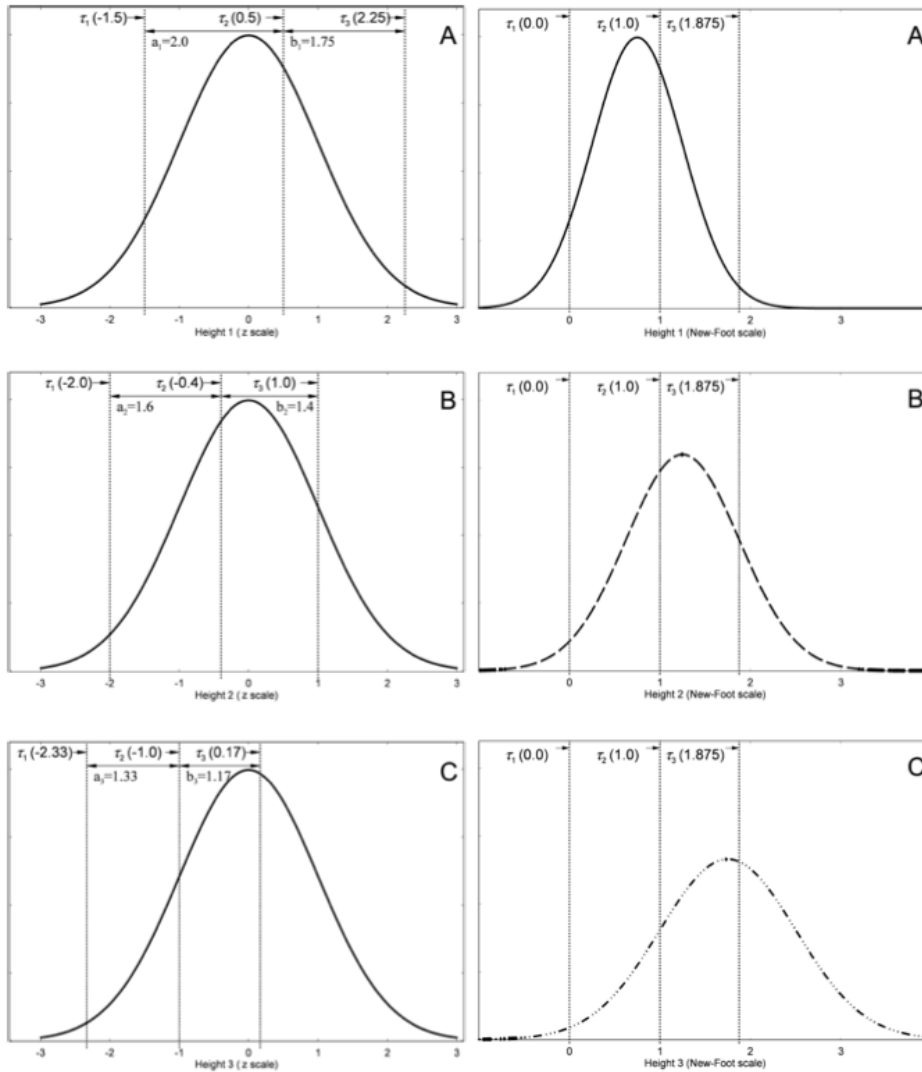 τ₁ (-1.5) τ₂ (0.5) τ₃ (2.25)
a₁=2.0 b₁=1.75
A
-3 -2 -1 0 1 2 3
Height 1 ( z scale)
τ₁ (0.0) τ₂ (1.0) τ₃ (1.875)
A
0 1 2 3
Height 1 (New-Foot scale)
τ₁ (-2.0) τ₂ (-0.4) τ₃ (1.0)
a₂=1.6 b₂=1.4
B
-3 -2 -1 0 1 2 3
Height 2 ( z scale)
τ₁ (0.0) τ₂ (1.0) τ₃ (1.875)
B
0 1 2 3
Height 2 (New-Foot scale)
τ₁ (-2.33) τ₂ (-1.0) τ₃ (0.17)
a₃=1.33 b₃=1.17
C
-3 -2 -1 0 1 2 3
Height 3 ( z scale)
τ₁ (0.0) τ₂ (1.0) τ₃ (1.875)
C
0 1 2 3
Height 3 (New-Foot scale)